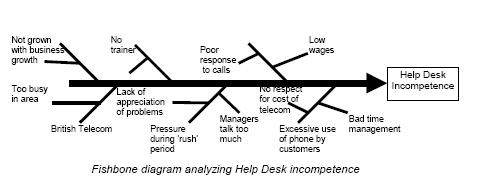 Not grown
with business
growth
No
trainer
Poor
response
to calls
Low
wages
Help Desk
Incompetence
Too busy
in area
Lack of
appreciation
of problems
No respect
for cost of
telecom
British Telecom
Pressure
during 'rush'
period
Managers
talk too
much
Excessive use
of phone by
customers
Bad time
management
Fishbone diagram analyzing Help Desk incompetence